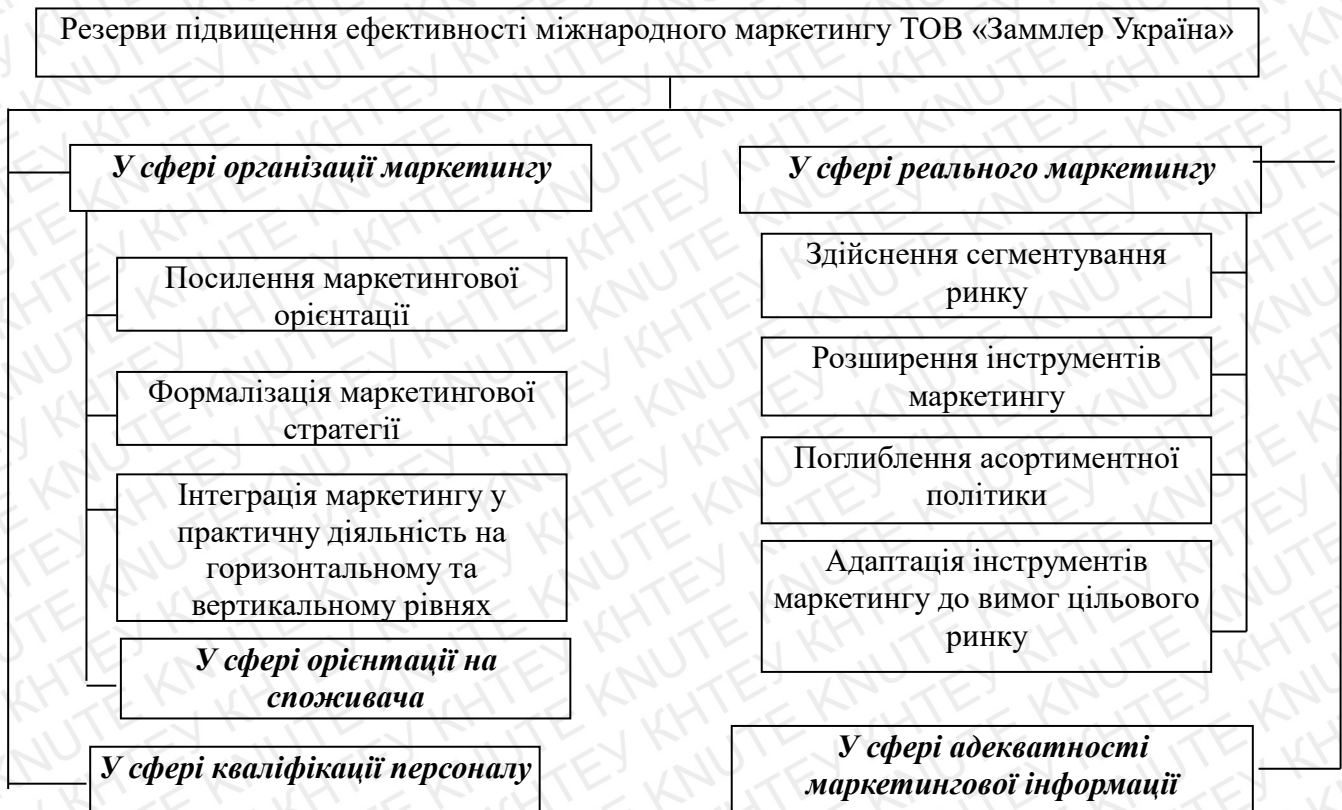 Резерви підвищення ефективності міжнародного маркетингу ТОВ «Заммлер Україна»
У сфері організації маркетингу
Посилення маркетингової
орієнтації
Формалізація маркетингової
стратегії
Інтеграція маркетингу у
практичну діяльність на
горизонтальному та
вертикальному рівнях
У сфері орієнтації на
споживача
У сфері кваліфікації персоналу
У сфері реального маркетингу
Здійснення сегментування
ринку
Розширення інструментів
маркетингу
Поглиблення асортиментної
політики
Адаптація інструментів
маркетингу до вимог цільового
ринку
У сфері адекватності
маркетингової інформації